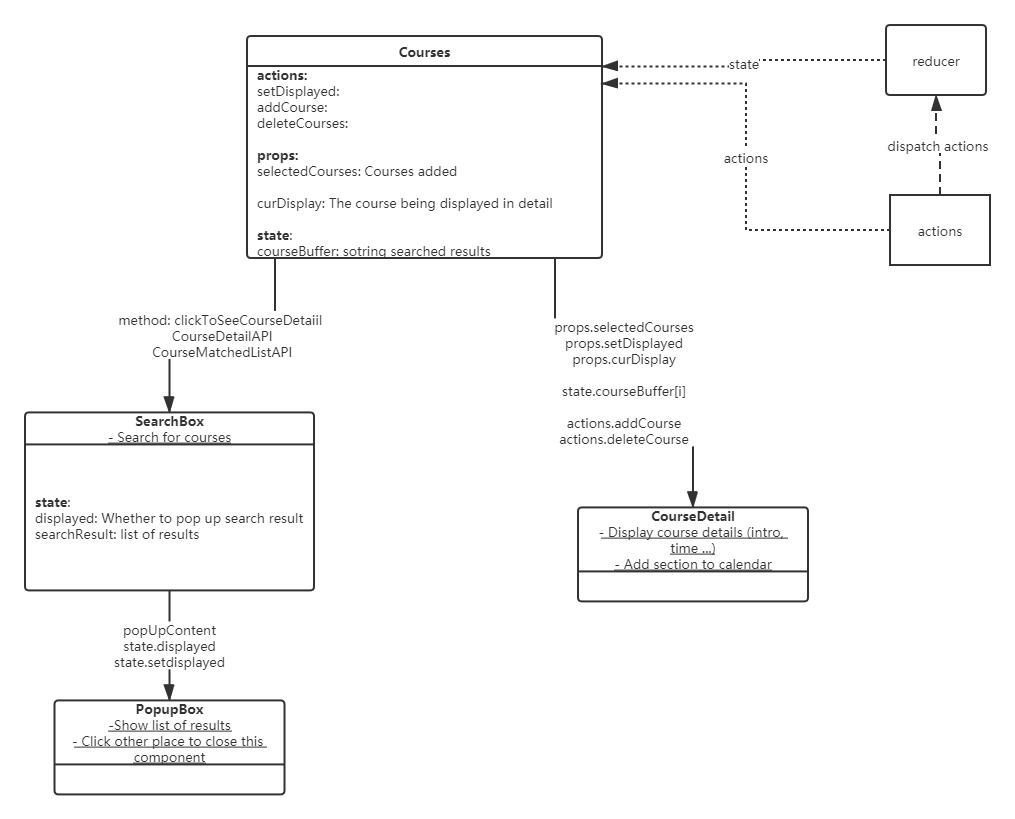 Courses
actions:
setDisplayed:
addCourse:
deleteCourses:
props:
selectedCourses: Courses added
curDisplay: The course being displayed in detail
state:
courseBuffer: sotring searched results
state
reducer
dispatch actions
actions
actions
method: clickToSeeCourseDetaiil
CourseDetailAPI
CourseMatchedListAPI
props.selectedCourses
props.setDisplayed
props.curDisplay
state.courseBuffer[i]
actions.addCourse
actions.deleteCourse
SearchBox
- Search for courses
state:
displayed: Whether to pop up search result
searchResult: list of results
CourseDetail
- Display course details (intro,
time ...)
- Add section to calendar
popUpContent
state.displayed
state.setdisplayed
PopupBox
-Show list of results
- Click other place to close this
component